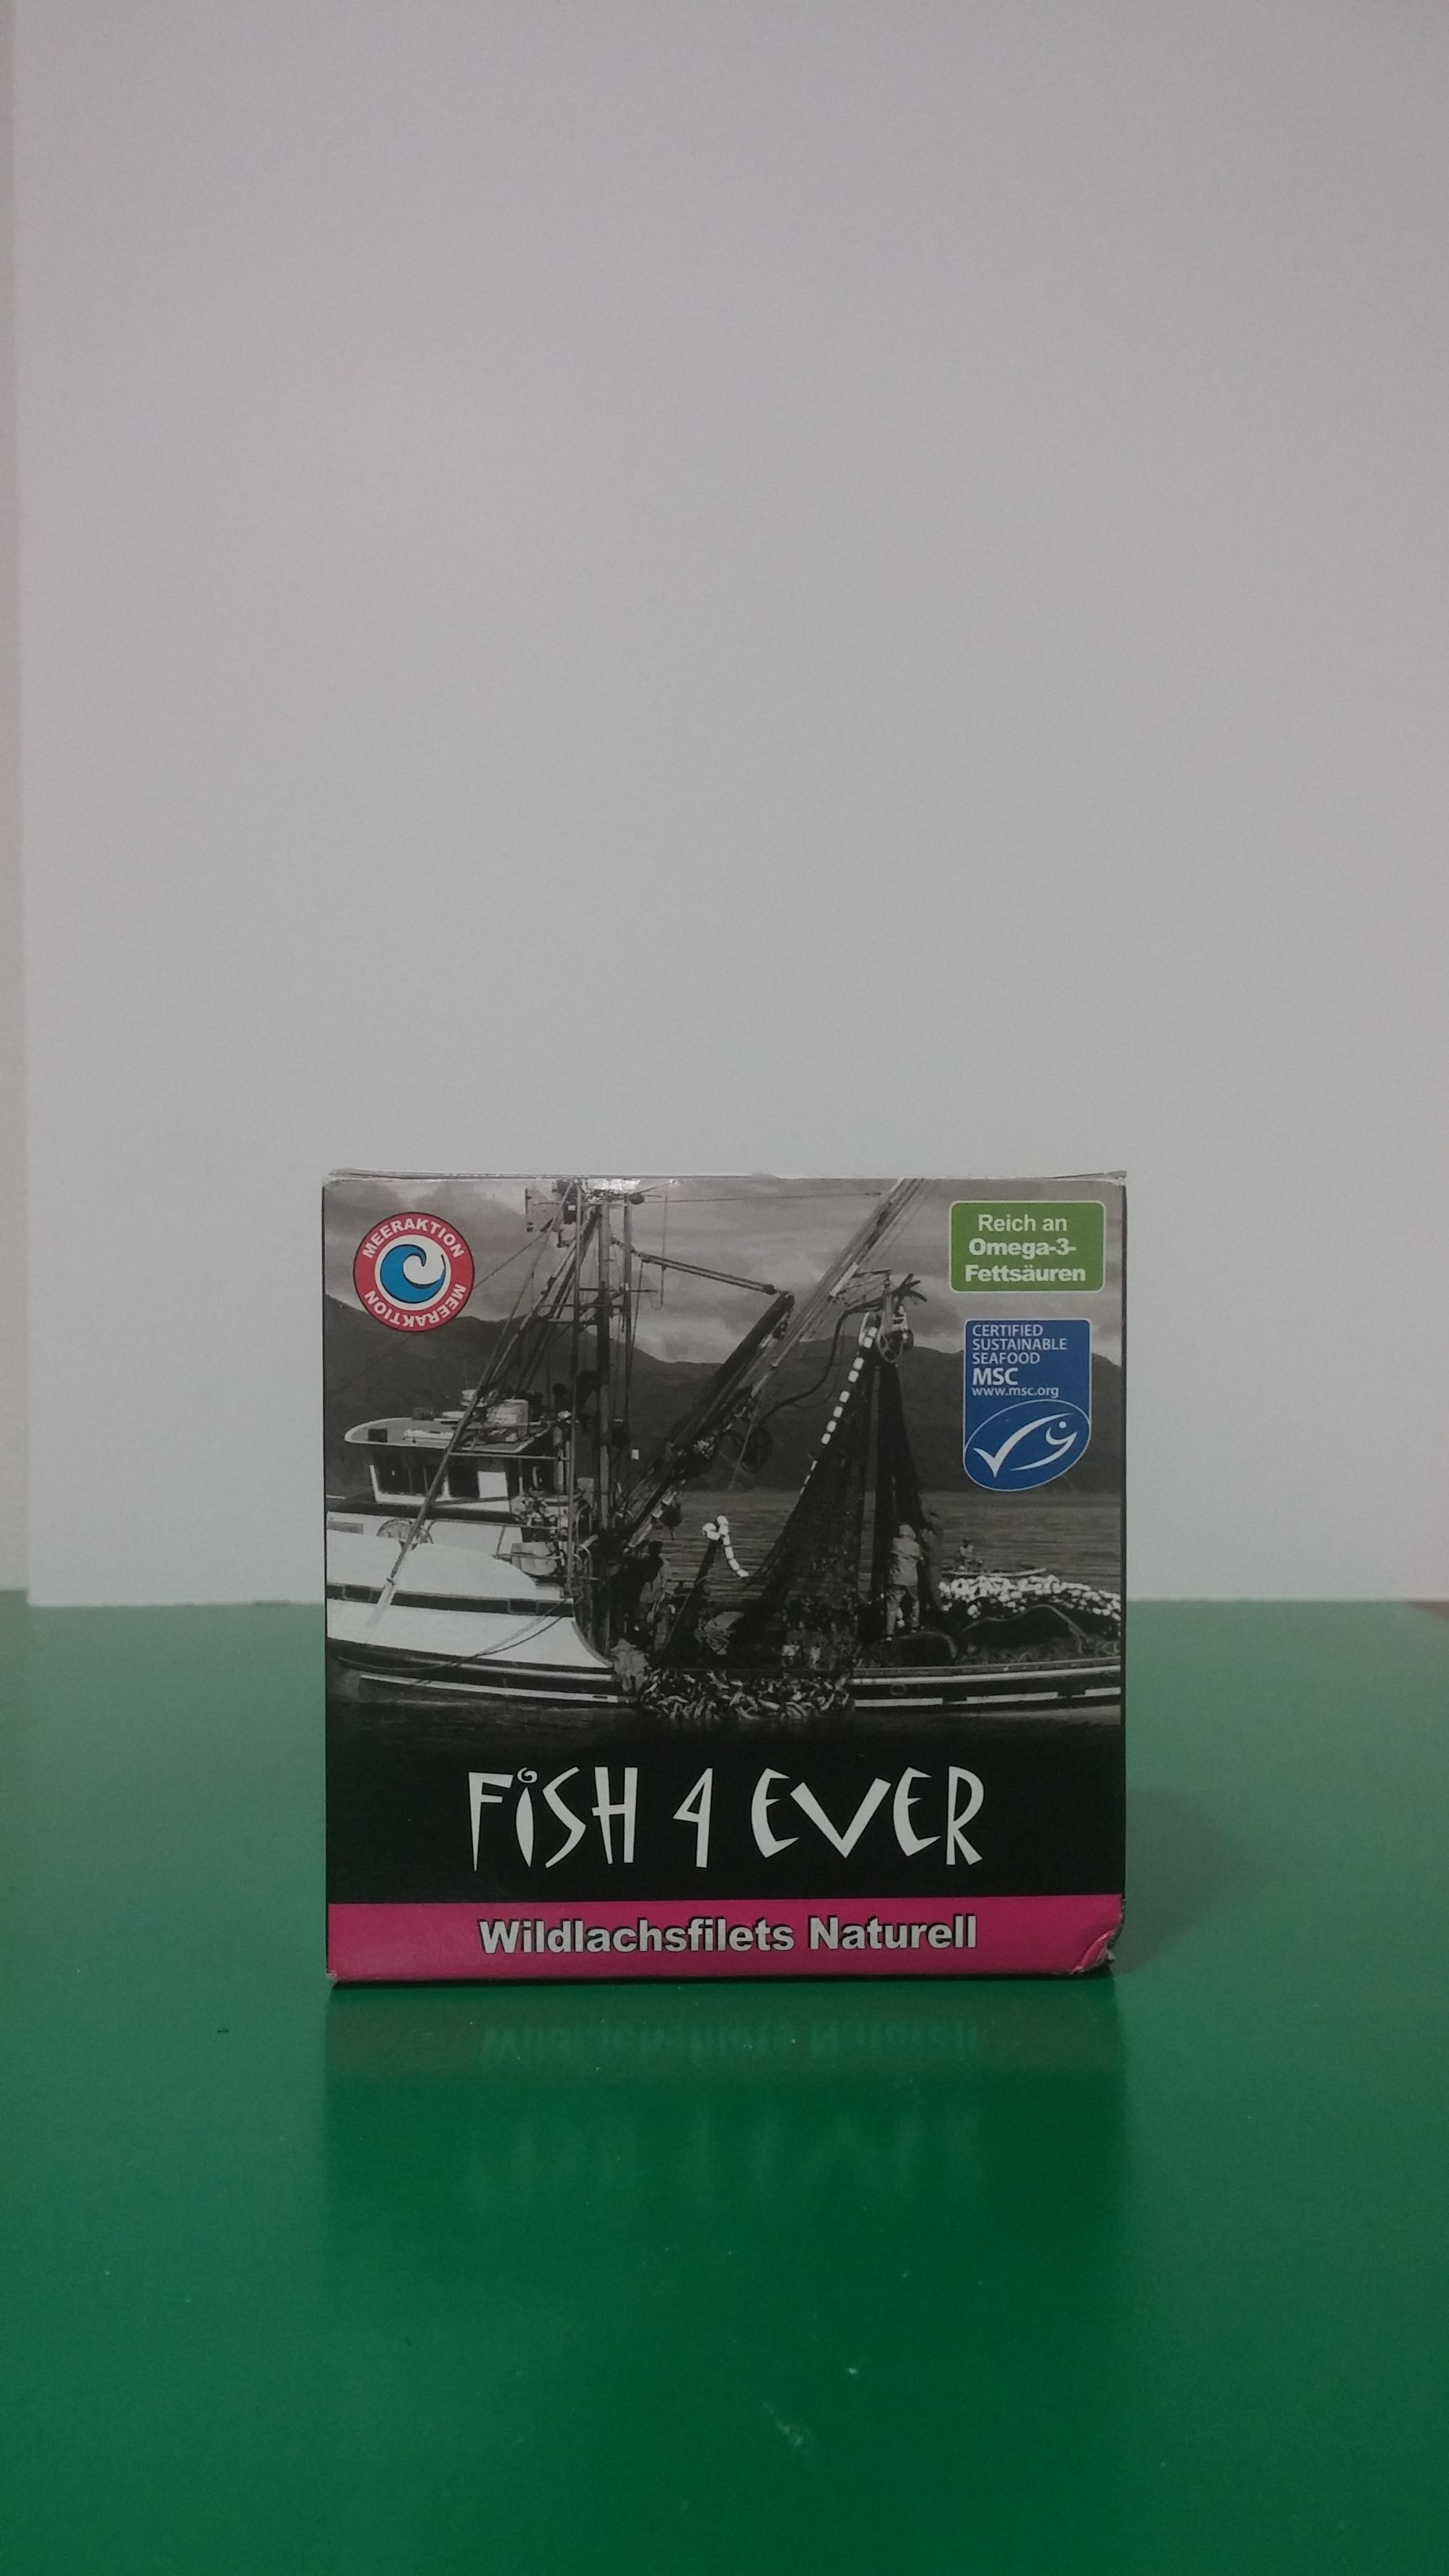 MEERAKTION
MEERAKTION
Reich an
Omega-3-
Fettsäuren
CERTIFIED
SUSTAINABLE
SEAFOOD
MSC
www.msc.org
FiSH 4 EVER
Wildlachsfilets Naturell